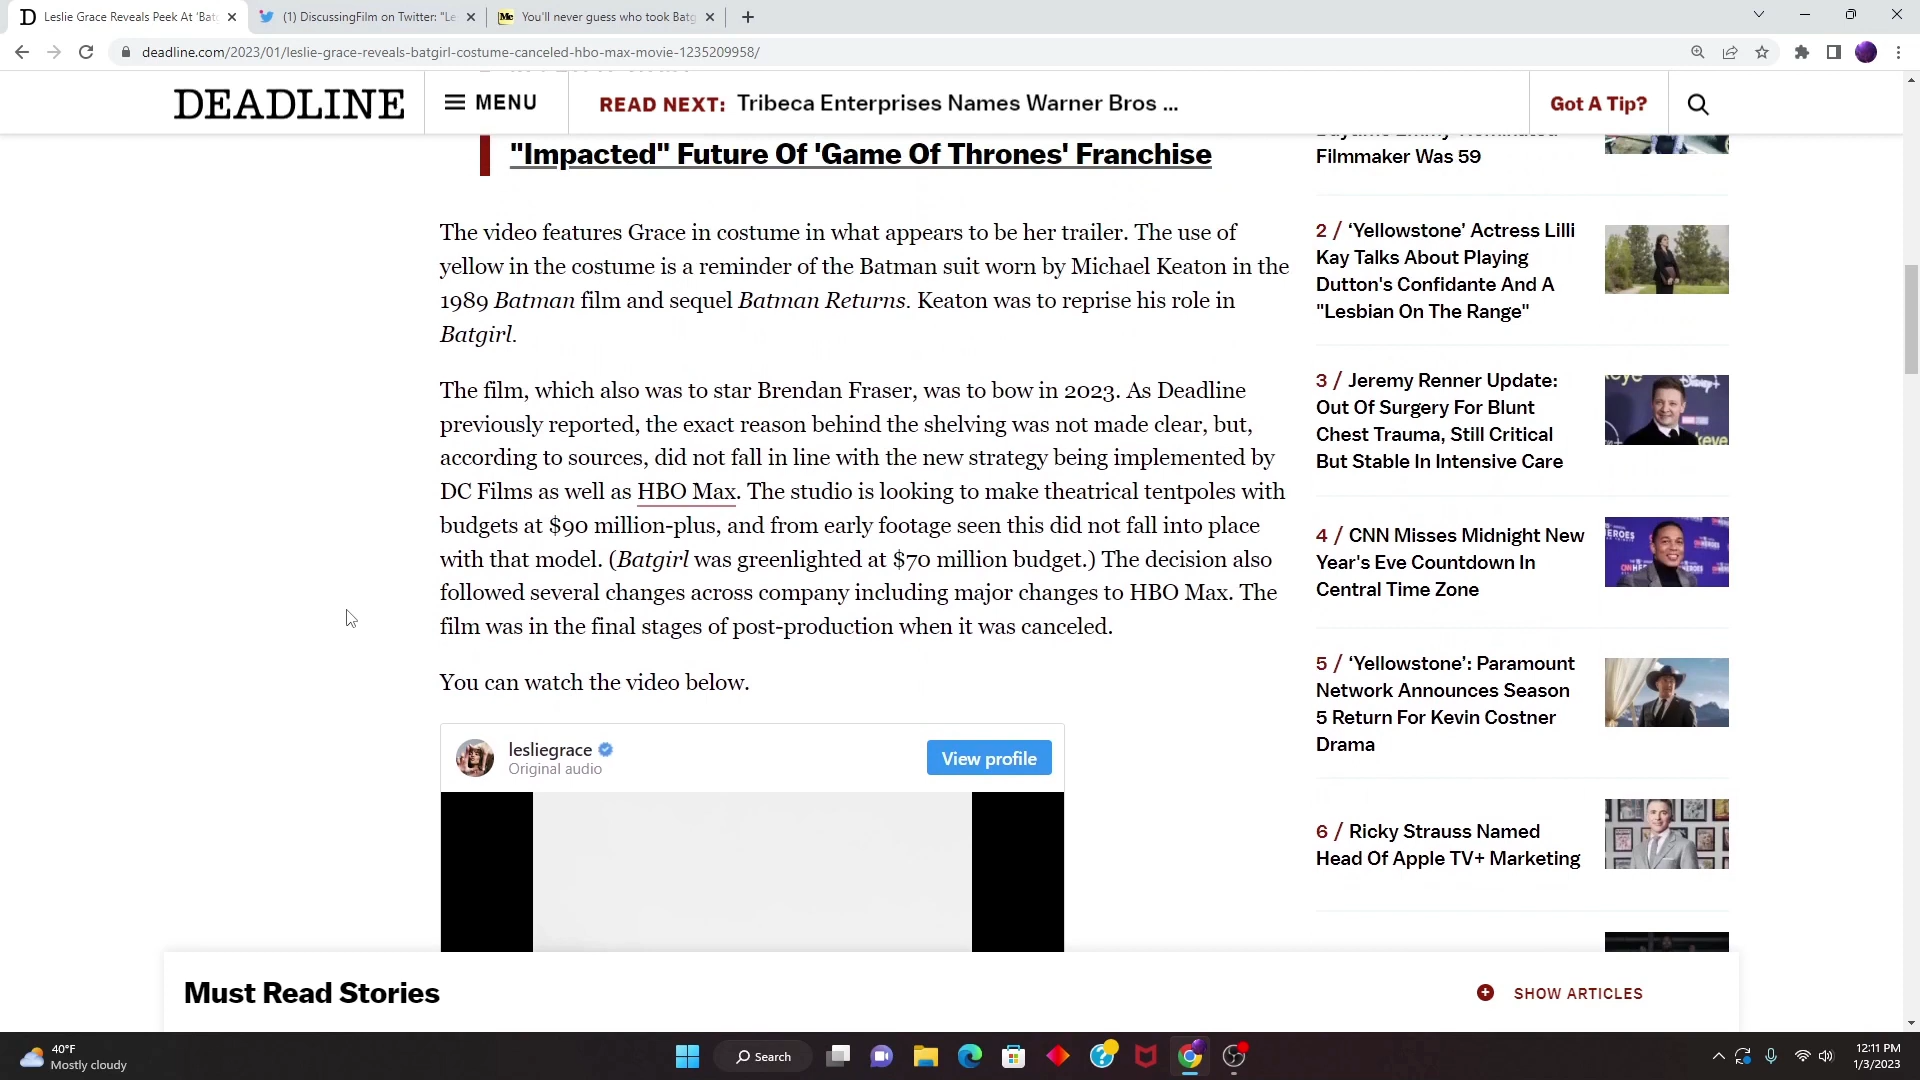 Leslie Grace Reveals Peek At 'Bat
(1) DiscussingFilm on Twitter: "Le
You'll never guess who took Batg
deadline.com/2023/01/leslie-grace-reveals-batgirl-costume-canceled-hbo-max-movie-1235209958/
DEADLINE
MENU
READ NEXT: Tribeca Enterprises Names Warner Bros ...
Got A Tip?
"Impacted" Future Of 'Game Of Thrones' Franchise
The video features Grace in costume in what appears to be her trailer. The use of
yellow in the costume is a reminder of the Batman suit worn by Michael Keaton in the
1989 Batman film and sequel Batman Returns. Keaton was to reprise his role in
Batgirl.
The film, which also was to star Brendan Fraser, was to bow in 2023. As Deadline
previously reported, the exact reason behind the shelving was not made clear, but,
according to sources, did not fall in line with the new strategy being implemented by
DC Films as well as HBO Max. The studio is looking to make theatrical tentpoles with
budgets at $90 million-plus, and from early footage seen this did not fall into place
with that model. (Batgirl was greenlighted at $70 million budget.) The decision also
followed several changes across company including major changes to HBO Max. The
film was in the final stages of post-production when it was canceled.
You can watch the video below.
lesliegrace
Original audio
View profile
Filmmaker Was 59
2 / ‘Yellowstone’ Actress Lilli
Kay Talks About Playing
Dutton's Confidante And A
"Lesbian On The Range"
3 / Jeremy Renner Update:
Out Of Surgery For Blunt
Chest Trauma, Still Critical
But Stable In Intensive Care
4 / CNN Misses Midnight New
Year's Eve Countdown In
Central Time Zone
5 / ‘Yellowstone’: Paramount
Network Announces Season
5 Return For Kevin Costner
Drama
6 / Ricky Strauss Named
Head Of Apple TV+ Marketing
Must Read Stories
SHOW ARTICLES
40°F
Mostly cloudy
Search
12:11 PM
1/3/2023